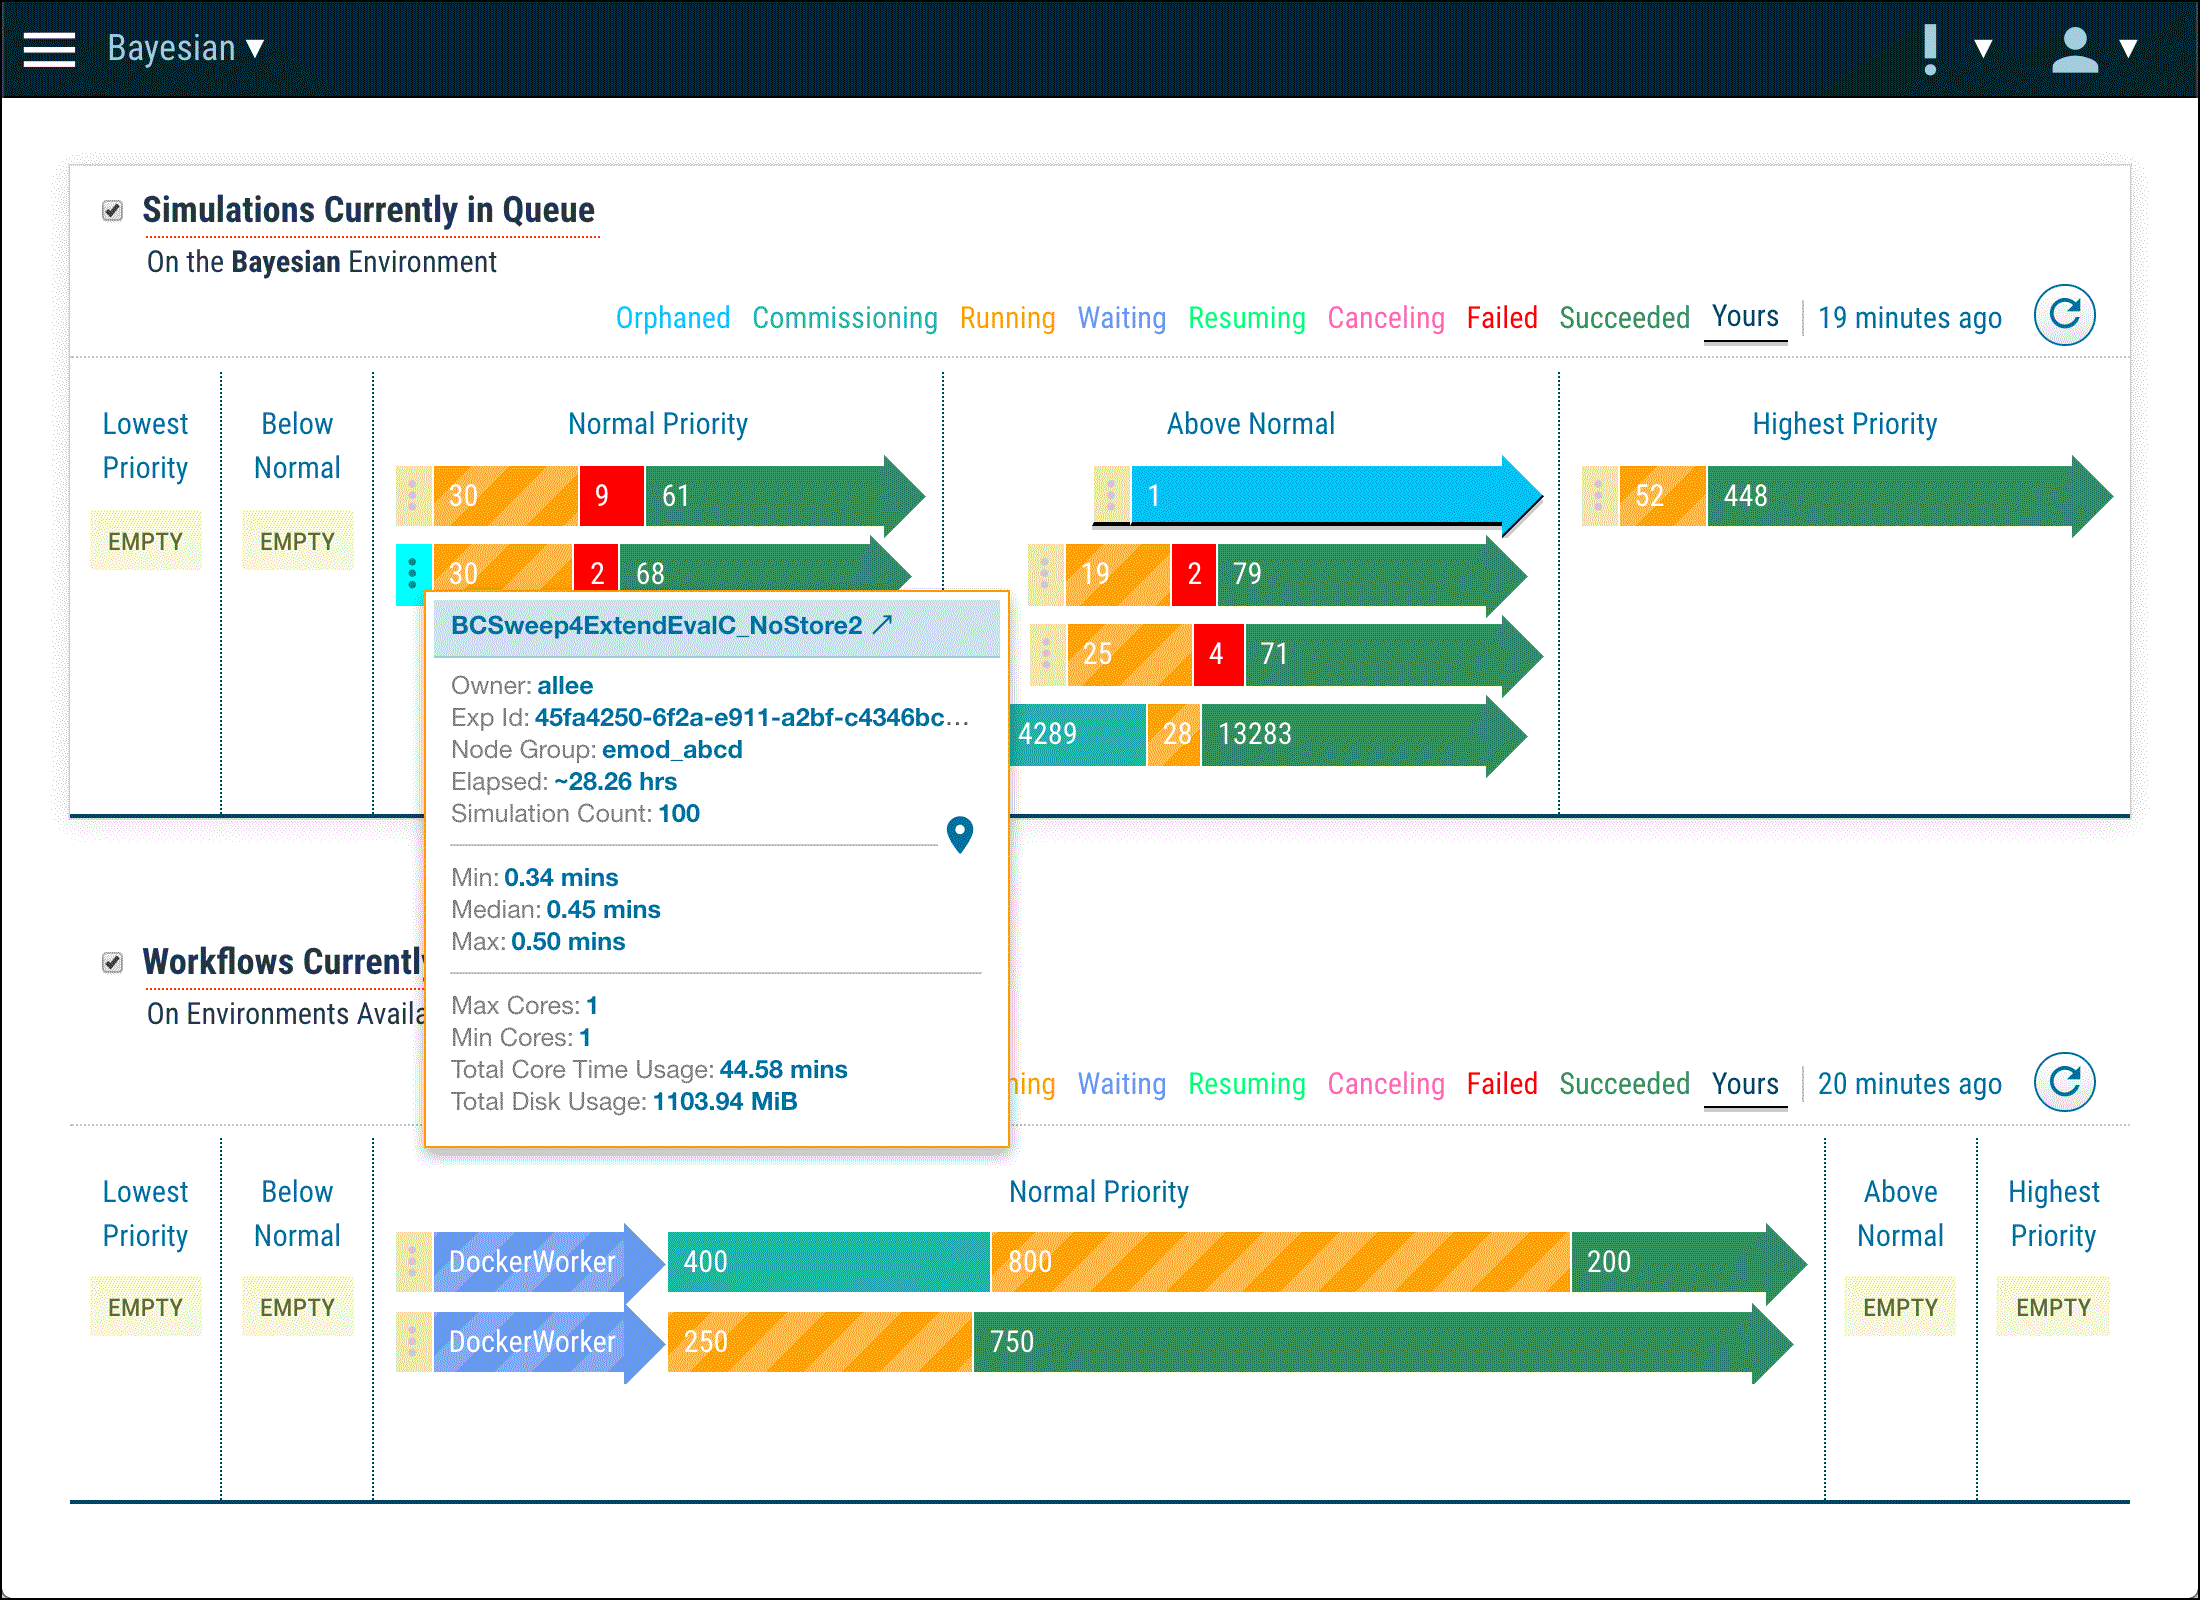 Bayesian
Simulations Currently in Queue
On the Bayesian Environment
Orphaned Commissioning Running Waiting Resuming Canceling Failed Succeeded Yours 19 minutes ago
Lowest Priority
EMPTY
Below Normal
EMPTY
Normal Priority
30 9 61
30 2 68
Above Normal
1
19 2 79
25 4 71
4289 28 13283
Highest Priority
52 448
BCSweep4ExtendEvalC_NoStore2
Owner: allee
Exp Id: 45fa4250-6f2a-e911-a2bf-c4346bc...
Node Group: emod_abcd
Elapsed: ~28.26 hrs
Simulation Count: 100
Min: 0.34 mins
Median: 0.45 mins
Max: 0.50 mins
Max Cores: 1
Min Cores: 1
Total Core Time Usage: 44.58 mins
Total Disk Usage: 1103.94 MiB
Workflows Currently
On Environments
Waiting Resuming Canceling Failed Succeeded Yours 20 minutes ago
Lowest Priority
EMPTY
Below Normal
EMPTY
Normal Priority
DockerWorker 400 800 200
DockerWorker 250 750
Above Normal
EMPTY
Highest Priority
EMPTY